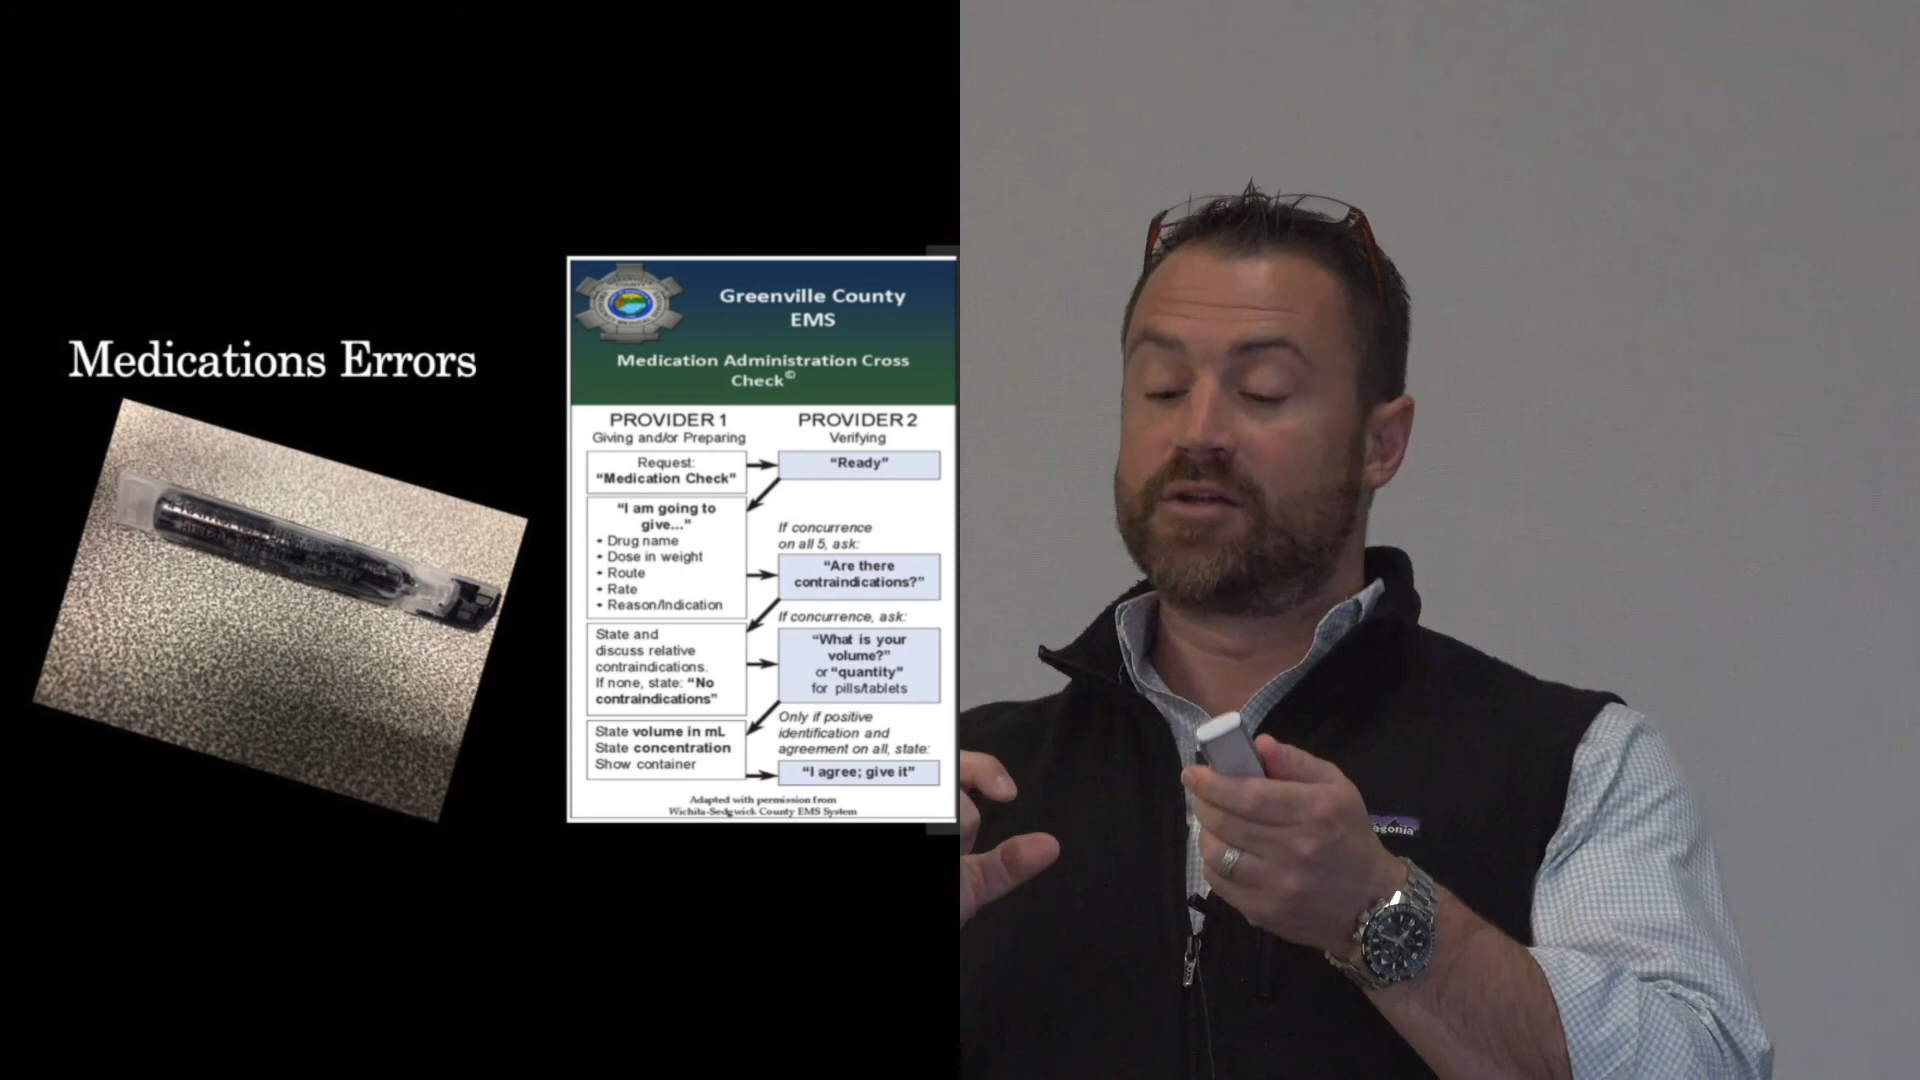 Medications Errors
Greenville County
EMS
Medication Administration Cross
Check©
PROVIDER 1
Giving and/or Preparing
Request:
“Medication Check”
“I am going to
give...”
• Drug name
• Dose in weight
• Route
• Rate
• Reason/Indication
State and
discuss relative
contraindications.
If none, state: “No
contraindications”
State volume in mL
State concentration
Show container
PROVIDER 2
Verifying
“Ready”
If concurrence
on all 5, ask:
“Are there
contraindications?”
If concurrence, ask:
“What is your
volume?”
or “quantity”
for pills/tablets
Only if positive
identification and
agreement on all, state:
“I agree; give it”
Adapted with permission from
Wichita-Sedgwick County EMS System
agonia